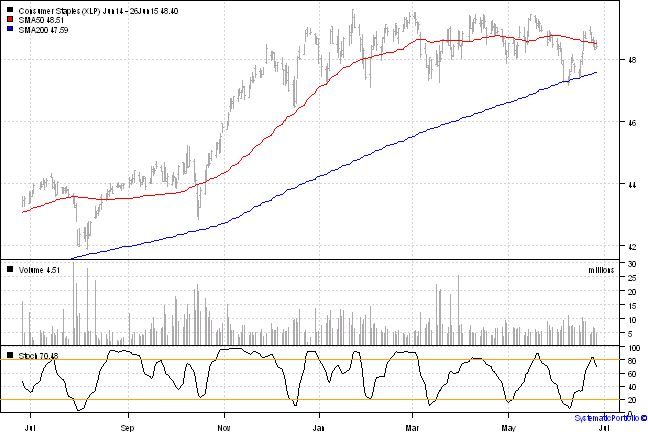 Consumer Staples (XLP) Jun14 - 26Jun15 48.40
SMA50 48.51
SMA200 47.59
48
46
44
42
Volume 4.51
millions
30
25
20
15
10
5
Stoch 70.48
100
80
60
40
20
0
Jul
Sep
Nov
Jan
Mar
May
Jul
SystematicPortfolio ©